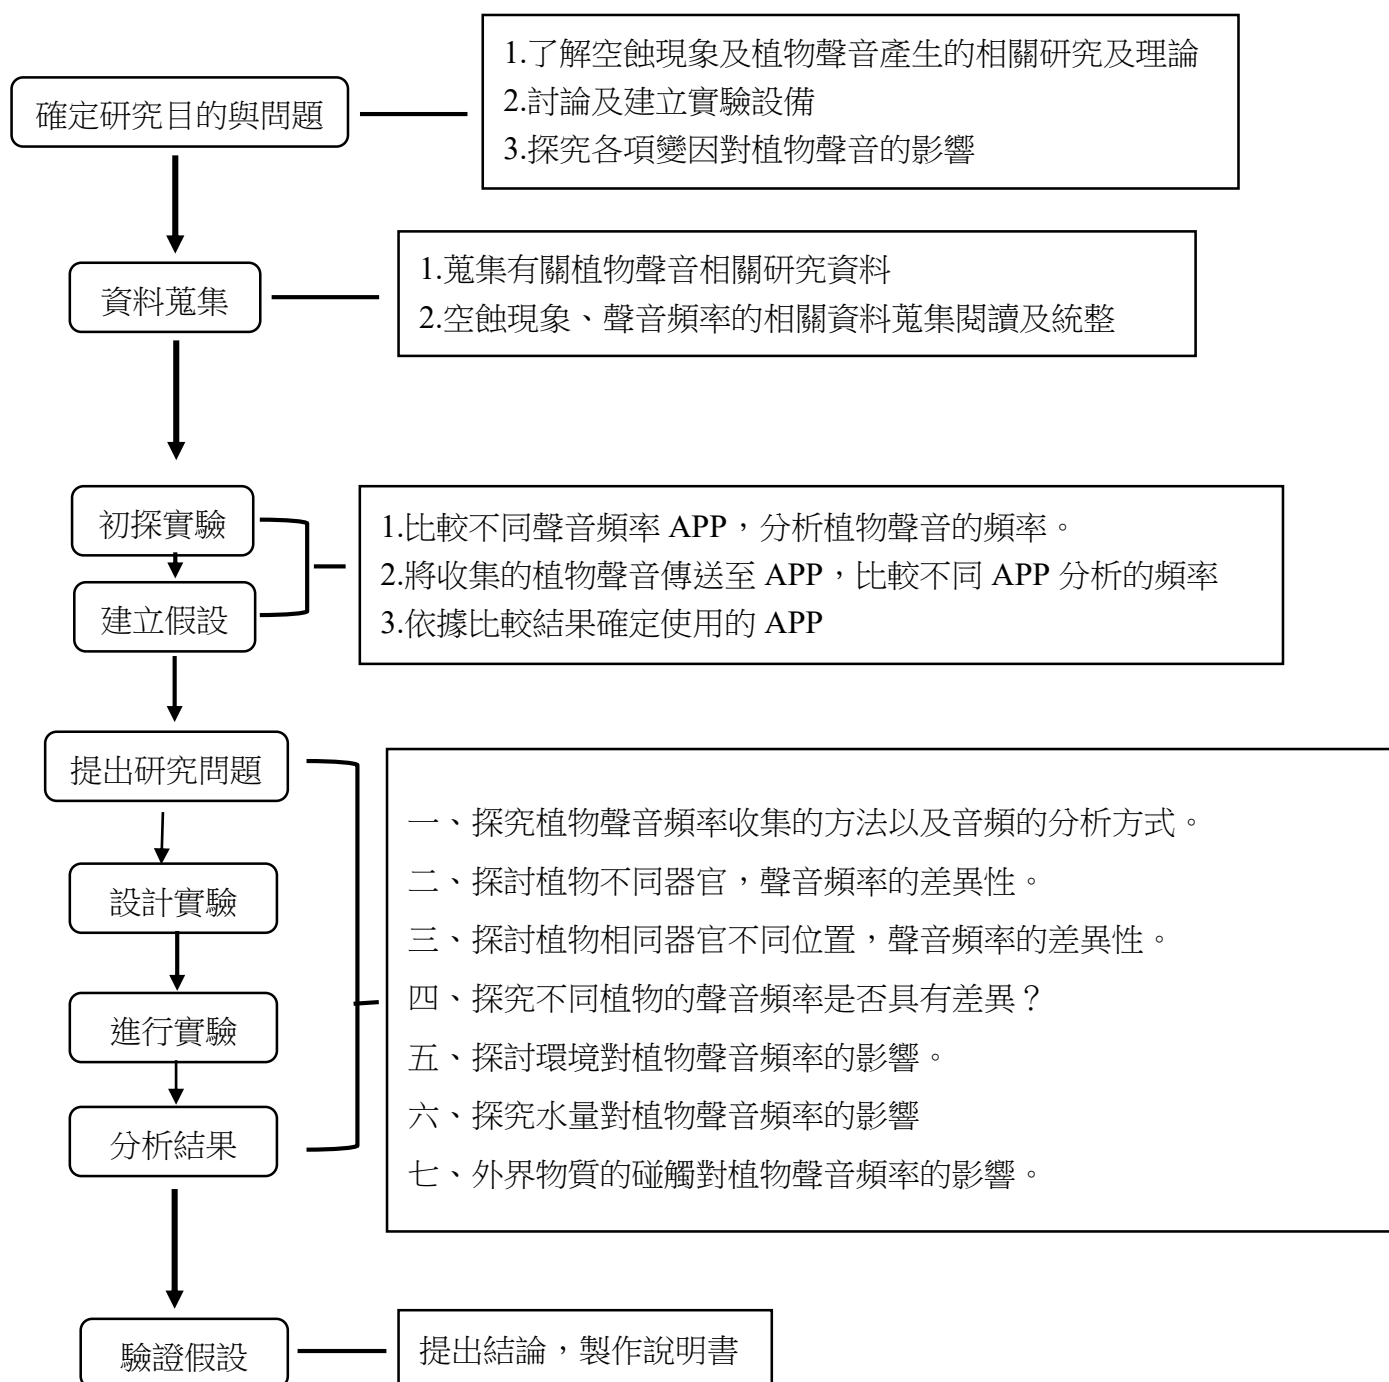 確定研究目的與問題
1.了解空蝕現象及植物聲音產生的相關研究及理論
2.討論及建立實驗設備
3.探究各項變因對植物聲音的影響
資料蒐集
1.蒐集有關植物聲音相關研究資料
2.空蝕現象、聲音頻率的相關資料蒐集閱讀及統整
初探實驗
建立假設
1.比較不同聲音頻率 APP，分析植物聲音的頻率。
2.將收集的植物聲音傳送至 APP，比較不同 APP 分析的頻率
3.依據比較結果確定使用的 APP
提出研究問題
設計實驗
進行實驗
分析結果
一、探究植物聲音頻率收集的方法以及音頻的分析方式。
二、探討植物不同器官，聲音頻率的差異性。
三、探討植物相同器官不同位置，聲音頻率的差異性。
四、探究不同植物的聲音頻率是否具有差異？
五、探討環境對植物聲音頻率的影響。
六、探究水量對植物聲音頻率的影響
七、外界物質的碰觸對植物聲音頻率的影響。
驗證假設
提出結論，製作說明書